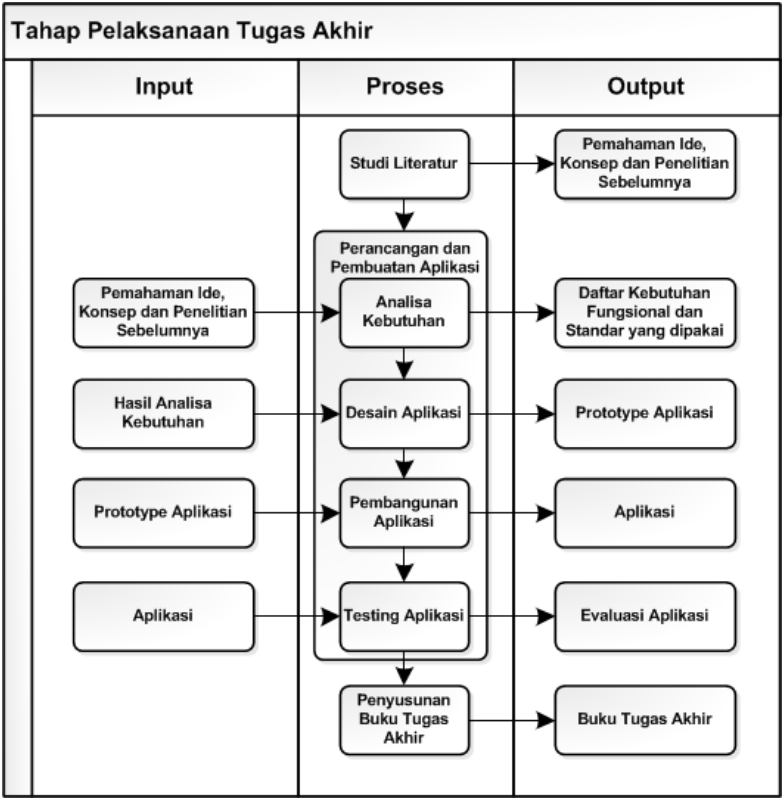 Tahap Pelaksanaan Tugas Akhir
Input
Proses
Output
Studi Literatur
Pemahaman Ide,
Konsep dan Penelitian
Sebelumnya
Perancangan dan
Pembuatan Aplikasi
Pemahaman Ide,
Konsep dan Penelitian
Sebelumnya
Analisa
Kebutuhan
Daftar Kebutuhan
Fungsional dan
Standar yang dipakai
Hasil Analisa
Kebutuhan
Desain Aplikasi
Prototype Aplikasi
Prototype Aplikasi
Pembangunan
Aplikasi
Aplikasi
Aplikasi
Testing Aplikasi
Evaluasi Aplikasi
Penyusunan
Buku Tugas
Akhir
Buku Tugas Akhir